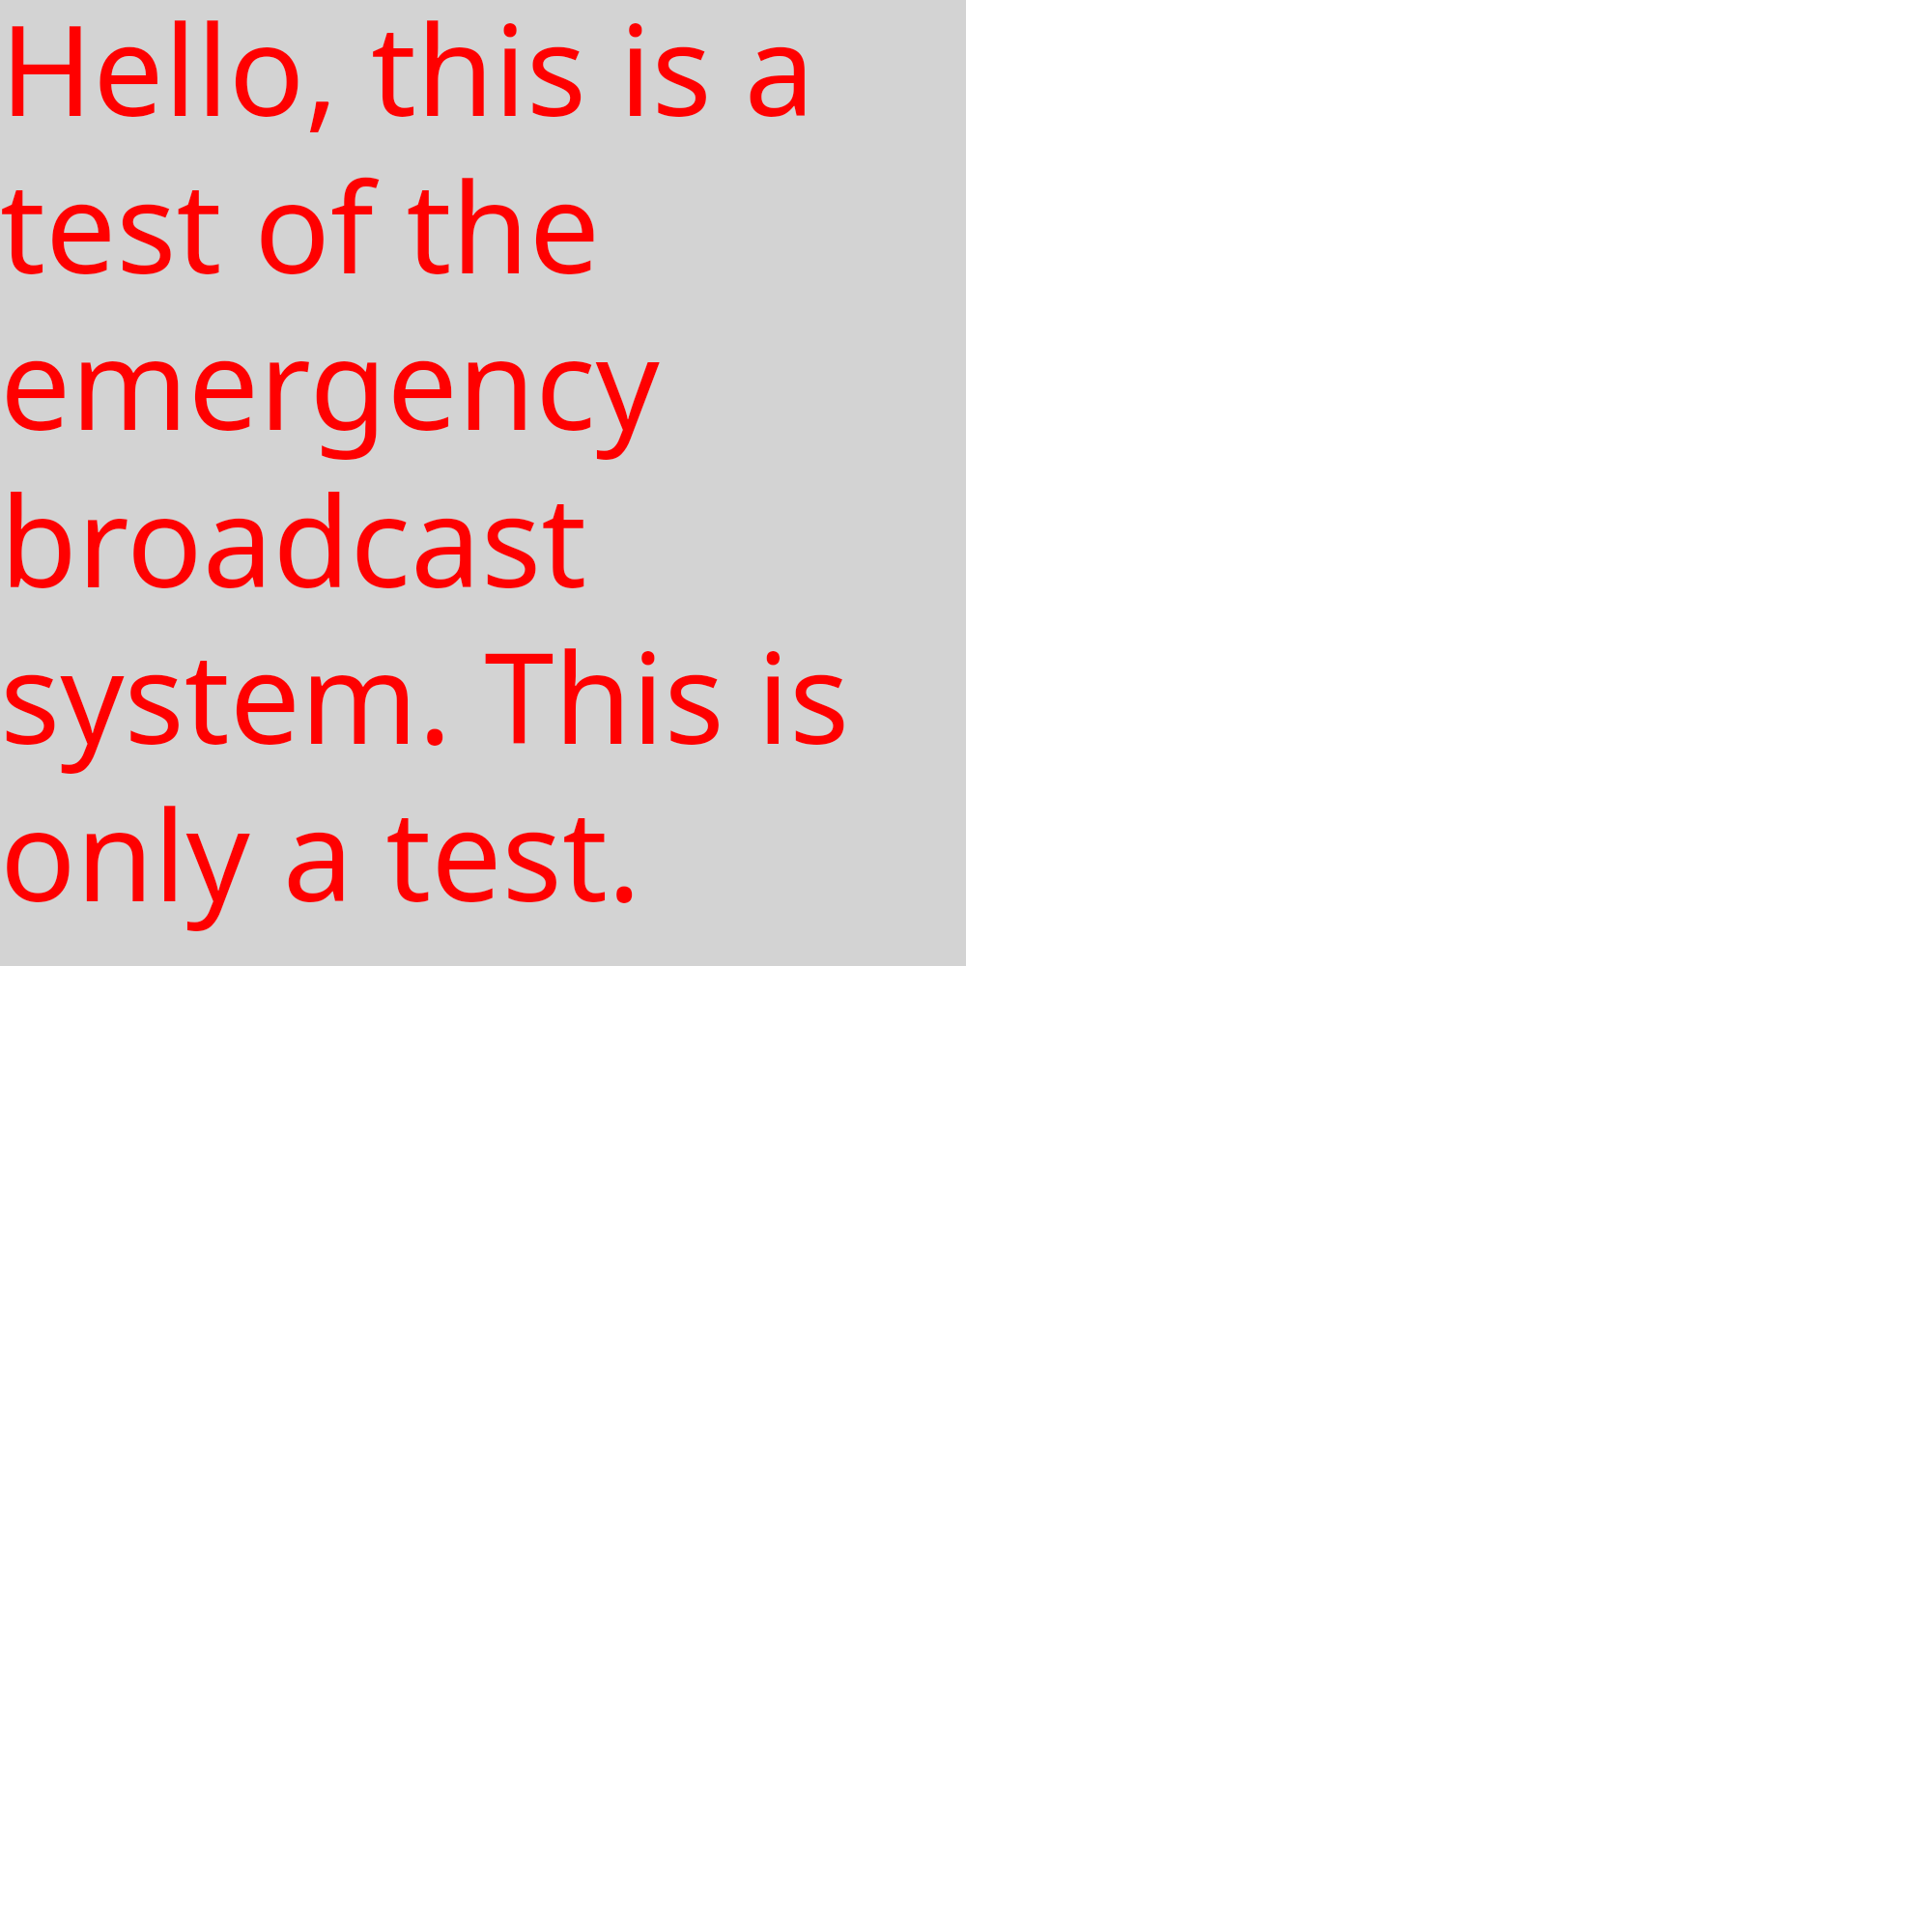 Hello, this is a
test of the
emergency
broadcast
system. This is
only a test.